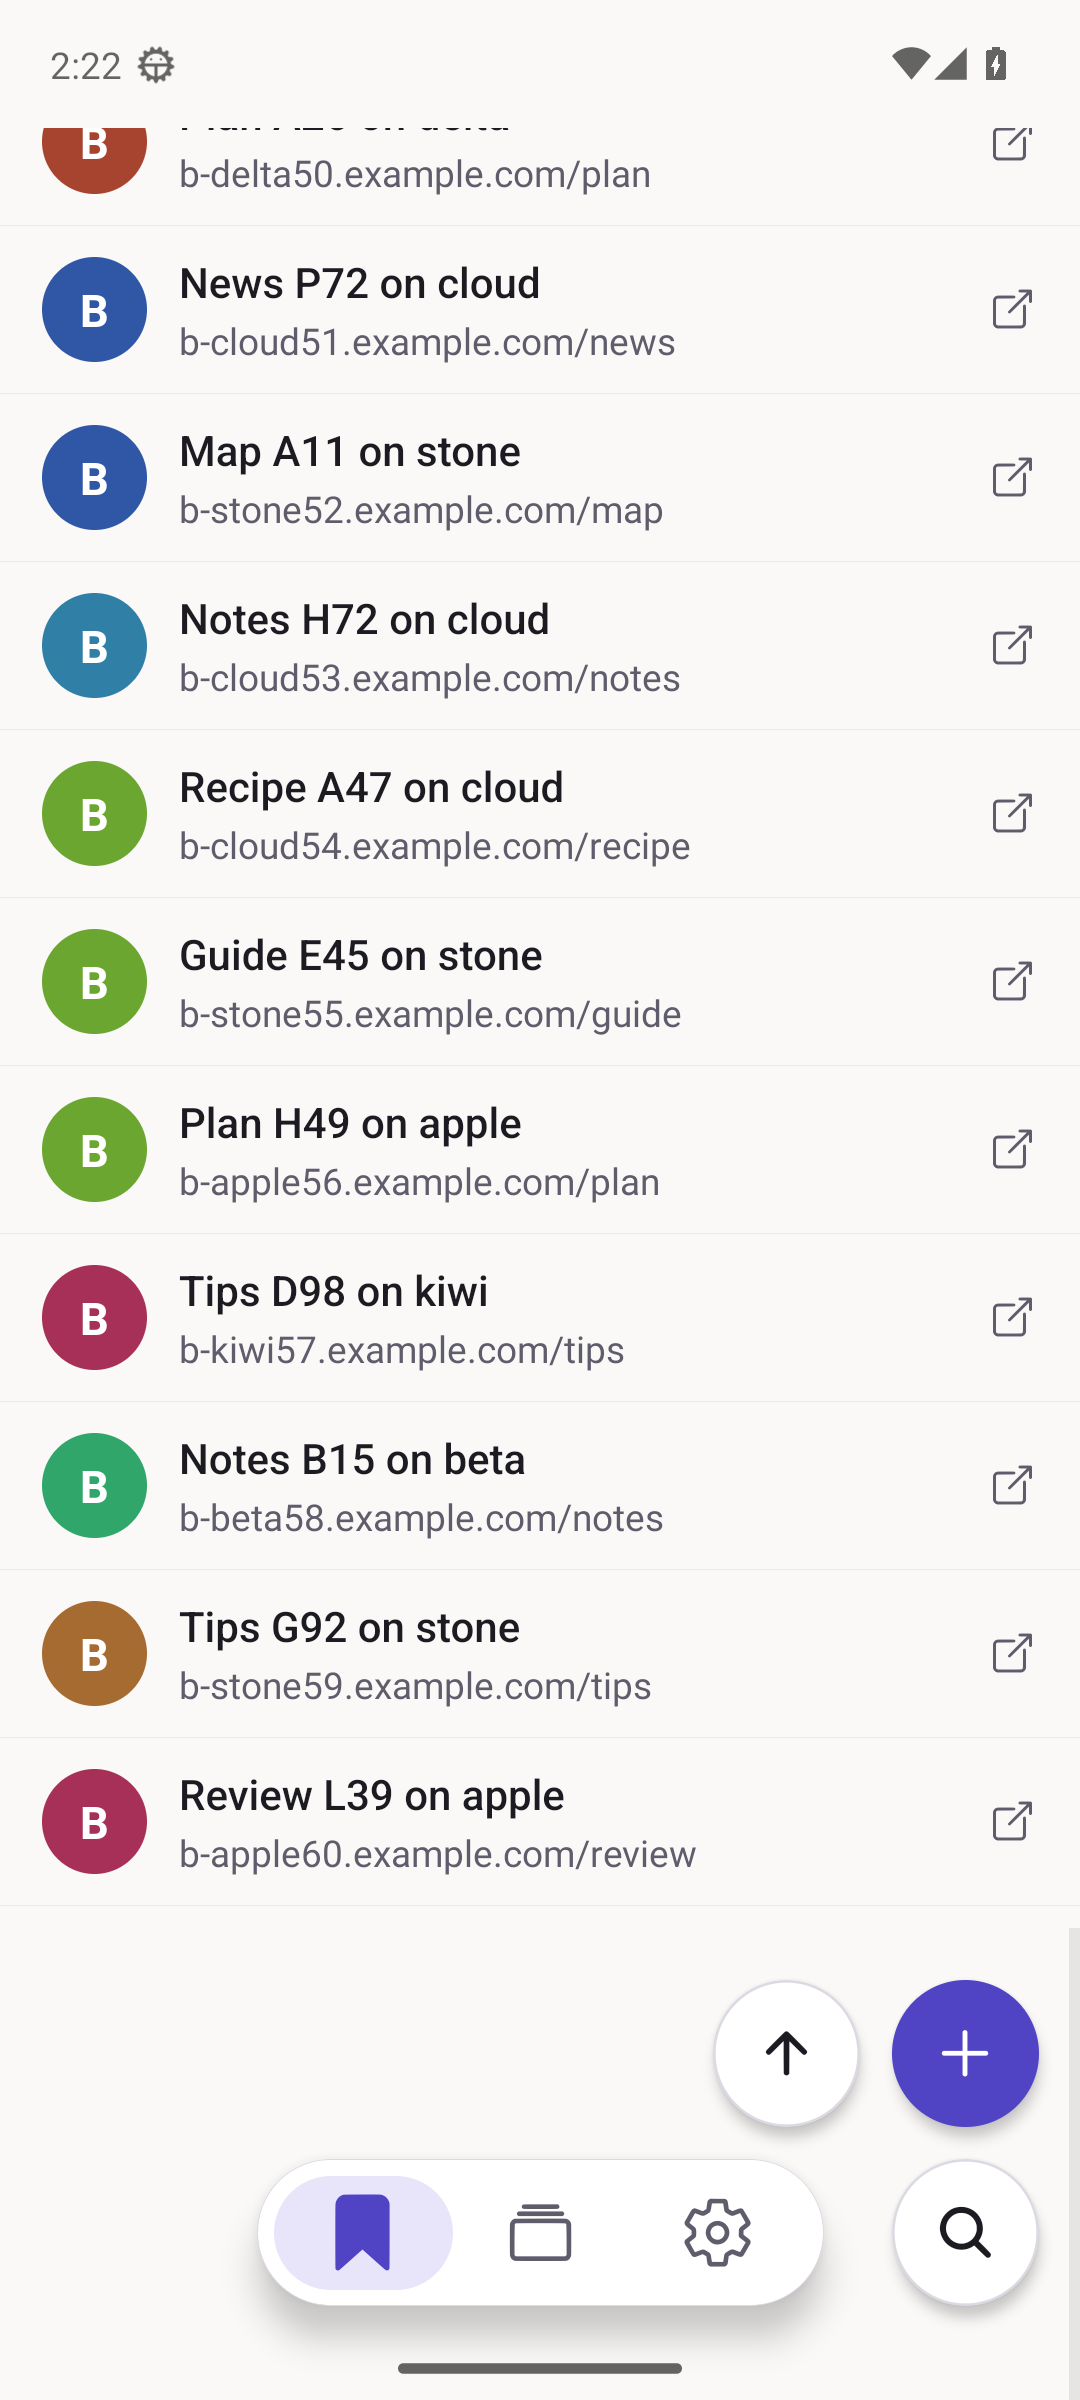 2:22
B
b-delta50.example.com/plan
B
News P72 on cloud
b-cloud51.example.com/news
B
Map A11 on stone
b-stone52.example.com/map
B
Notes H72 on cloud
b-cloud53.example.com/notes
B
Recipe A47 on cloud
b-cloud54.example.com/recipe
B
Guide E45 on stone
b-stone55.example.com/guide
B
Plan H49 on apple
b-apple56.example.com/plan
B
Tips D98 on kiwi
b-kiwi57.example.com/tips
B
Notes B15 on beta
b-beta58.example.com/notes
B
Tips G92 on stone
b-stone59.example.com/tips
B
Review L39 on apple
b-apple60.example.com/review